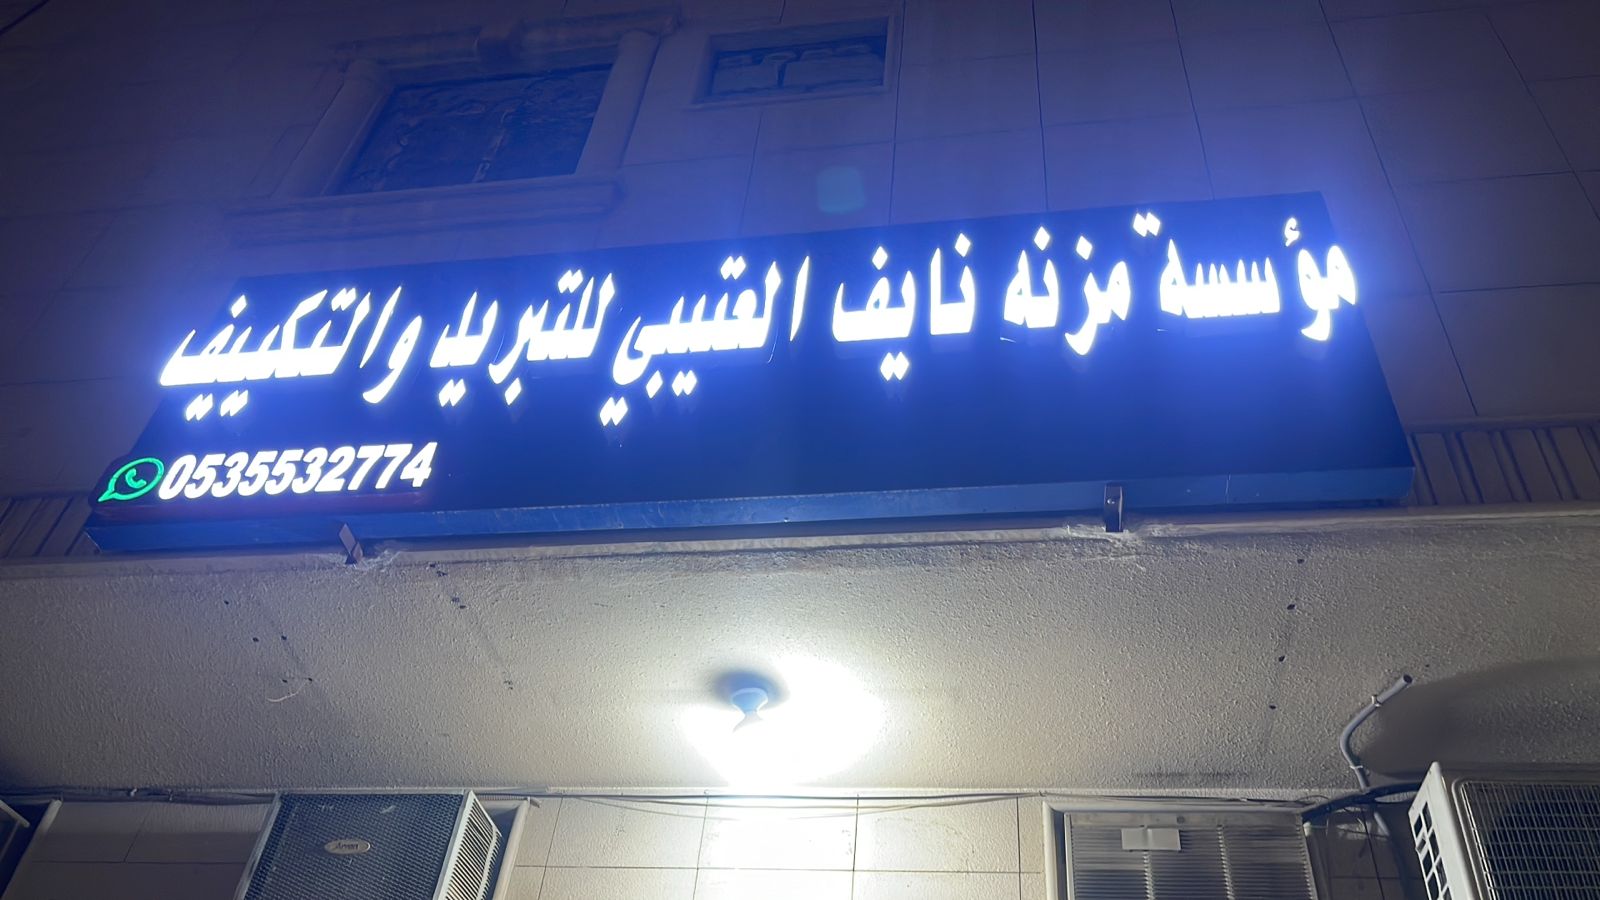 مؤسسة مزنه نايف العتيبي للتبريد والتكييف
0535532774